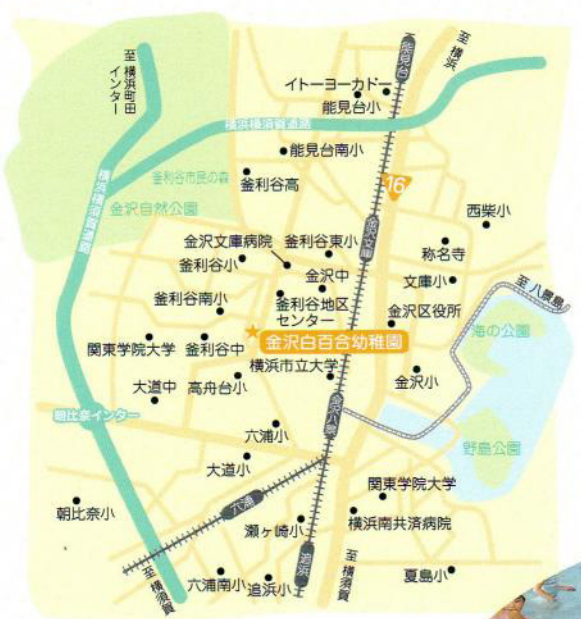 至 横浜町田
インター
能見台
至 横浜
イトーヨーカドー
能見台小
横浜横須賀道路
能見台南小
釜利谷市民の森
釜利谷高
16
横浜横須賀道路
金沢自然公園
西柴小
金沢文庫病院
釜利谷東小
金沢文庫
称名寺
釜利谷小
金沢中
文庫小
至 八景島
釜利谷南小
釜利谷地区
センター
金沢区役所
海の公園
関東学院大学
釜利谷中
金沢白百合幼稚園
横浜市立大学
大道中
高舟台小
金沢小
朝比奈インター
金沢八景
穴浦小
野島公園
大道小
関東学院大学
朝比奈小
六浦
瀬ヶ崎小
横浜南共済病院
至 横須賀
六浦南小
追浜小
追浜
至 横須賀
夏島小